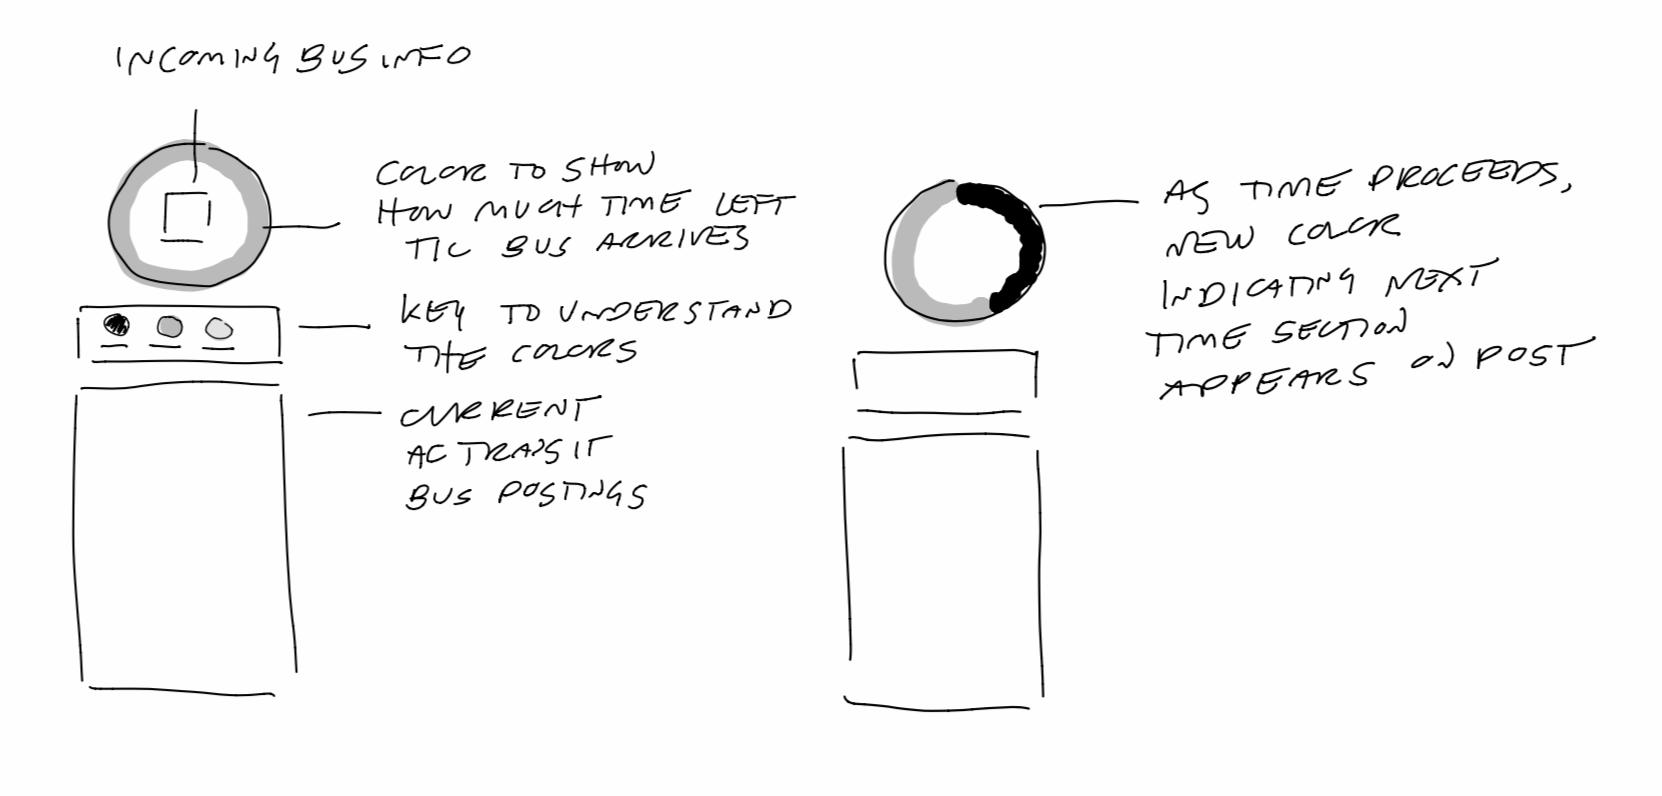 INCOMING BUS INFO
COLOR TO SHOW
HOW MUCH TIME LEFT
TIL BUS ARRIVES
KEY TO UNDERSTAND
THE COLORS
CURRENT
AC TRANSIT
BUS POSTINGS
AS TIME PROCEEDS,
NEW COLOR
INDICATING NEXT
TIME SECTION
APPEARS ON POST